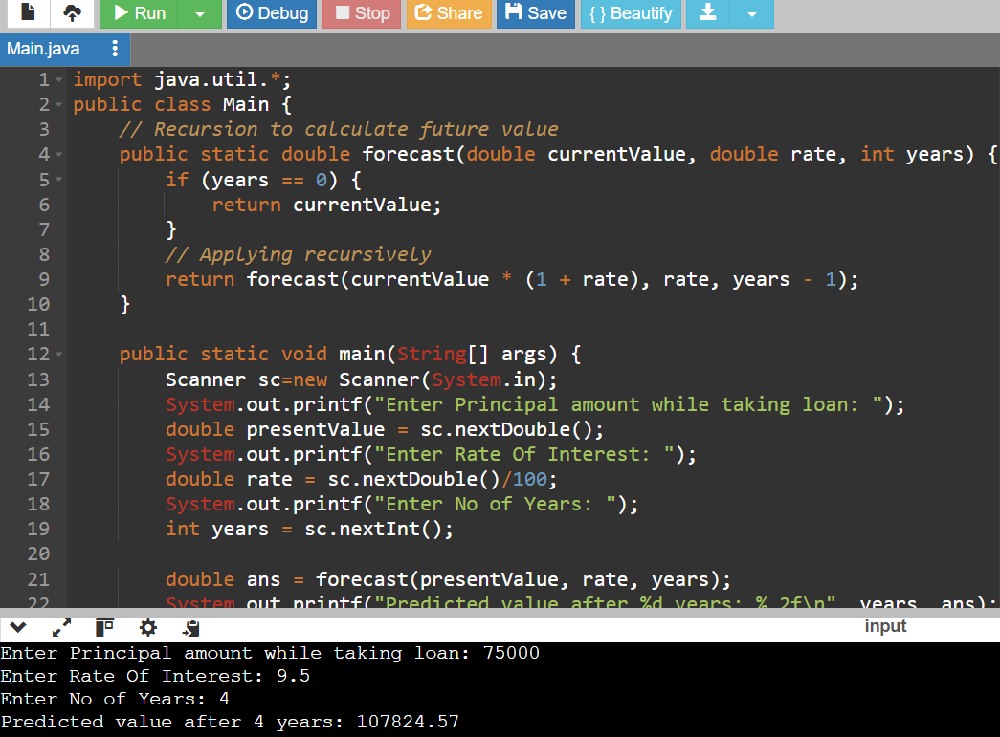 Run Debug Stop Share Save { } Beautify
Main.java
1 import java.util.*;
2 public class Main {
3 // Recursion to calculate future value
4 public static double forecast(double currentValue, double rate, int years) {
5 if (years == 0) {
6 return currentValue;
7 }
8 // Applying recursively
9 return forecast(currentValue * (1 + rate), rate, years - 1);
10 }
11
12 public static void main(String[] args) {
13 Scanner sc=new Scanner(System.in);
14 System.out.printf("Enter Principal amount while taking loan: ");
15 double presentValue = sc.nextDouble();
16 System.out.printf("Enter Rate Of Interest: ");
17 double rate = sc.nextDouble()/100;
18 System.out.printf("Enter No of Years: ");
19 int years = sc.nextInt();
20
21 double ans = forecast(presentValue, rate, years);
22 System.out.printf("Predicted value after %d years: %.2f\n", years, ans);
input
Enter Principal amount while taking loan: 75000
Enter Rate Of Interest: 9.5
Enter No of Years: 4
Predicted value after 4 years: 107824.57